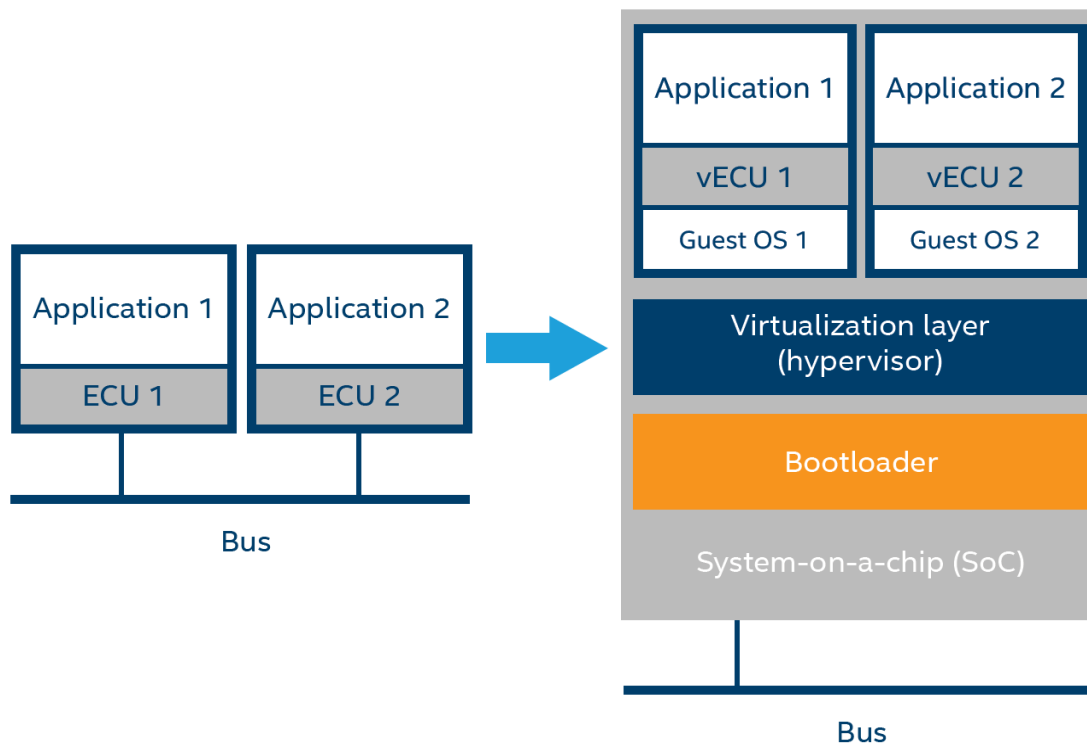 Application 1
Application 2
ECU 1
ECU 2
Bus
Application 1
Application 2
vECU 1
vECU 2
Guest OS 1
Guest OS 2
Virtualization layer
(hypervisor)
Bootloader
System-on-a-chip (SoC)
Bus